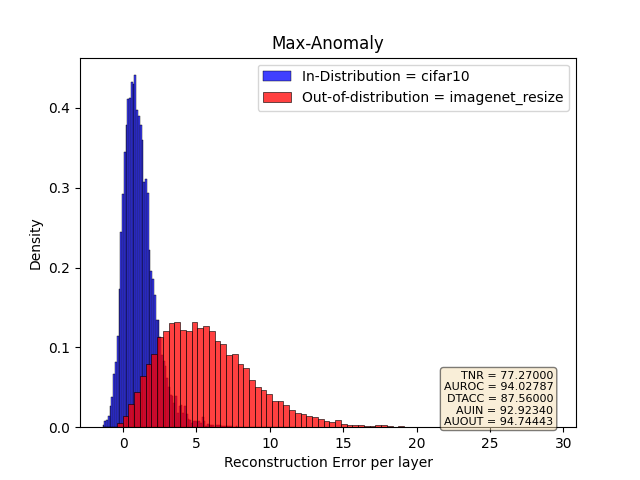 Max-Anomaly
In-Distribution = cifar10
Out-of-distribution = imagenet_resize
Density
0.4
0.3
0.2
0.1
0.0
TNR = 77.27000
AUROC = 94.02787
DTACC = 87.56000
AUIN = 92.92340
AUOUT = 94.74443
0 5 10 15 20 25 30
Reconstruction Error per layer